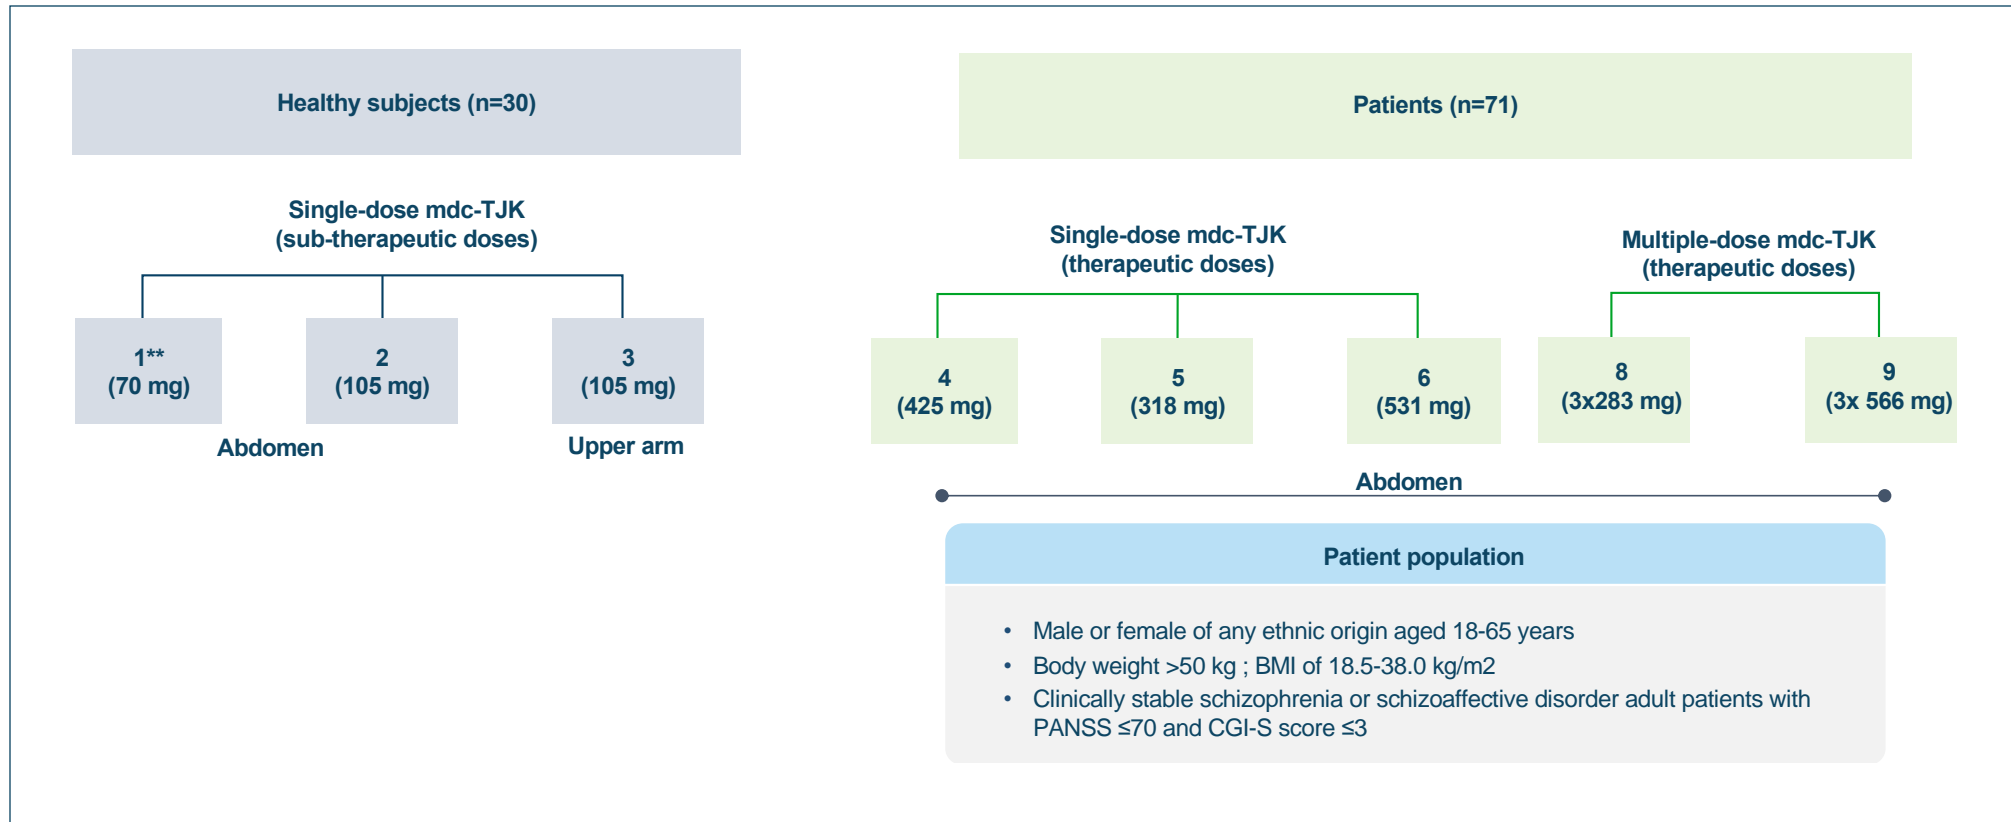 Healthy subjects (n=30)
Single-dose mdc-TJK
(sub-therapeutic doses)
1**
(70 mg)
2
(105 mg)
3
(105 mg)
Abdomen
Upper arm
Patients (n=71)
Single-dose mdc-TJK
(therapeutic doses)
Multiple-dose mdc-TJK
(therapeutic doses)
4
(425 mg)
5
(318 mg)
6
(531 mg)
8
(3x283 mg)
9
(3x 566 mg)
Abdomen
Patient population
• Male or female of any ethnic origin aged 18-65 years
• Body weight >50 kg ; BMI of 18.5-38.0 kg/m2
• Clinically stable schizophrenia or schizoaffective disorder adult patients with
PANSS ≤70 and CGI-S score ≤3